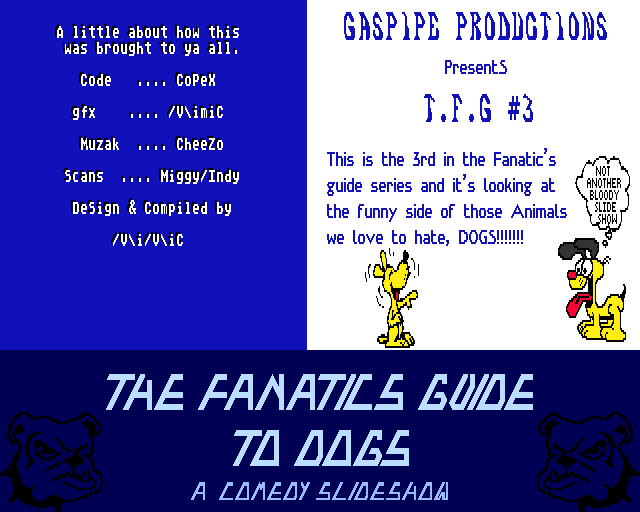 A little about how this
was brought to ya all.
Code .... CoPeX
gfx .... /V\imiC
Muzak .... CheeZo
Scans .... Miggy/Indy
DeSign & Compiled by
/V\i/V\iC
GASPIPE PRODUCTIONS
PresentS
T.F.G #3
This is the 3rd in the Fanatic's
guide series and it's looking at
the funny side of those Animals
we love to hate, DOGS!!!!!!!
NOT
ANOTHER
BLOODY
SLIDE
SHOW
THE FANATICS GUIDE
TO DOGS
A COMEDY SLIDESHOW